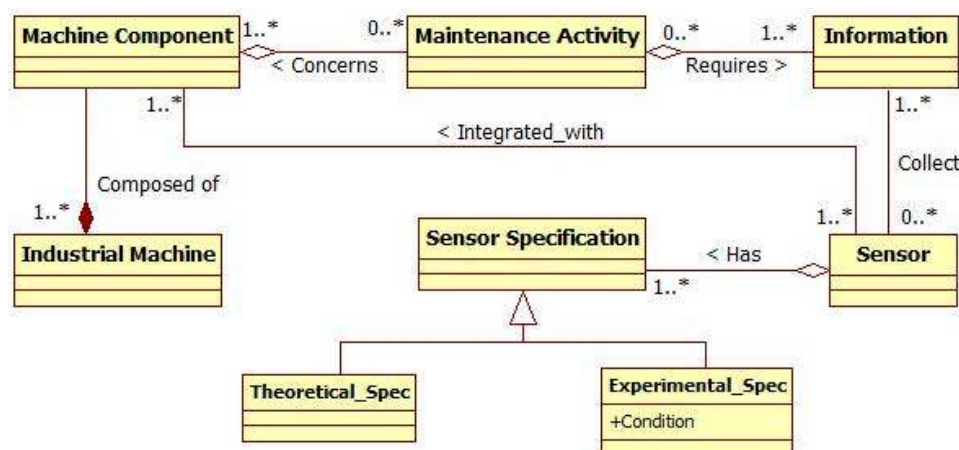 Machine Component
1..*
0..*
Maintenance Activity
0..*
1..*
Information
< Concerns
Requires >
1..*
1..*
< Integrated_with
Collect
Composed of
1..*
1..*
0..*
Industrial Machine
Sensor Specification
< Has
Sensor
1..*
Theoretical_Spec
Experimental_Spec
+Condition